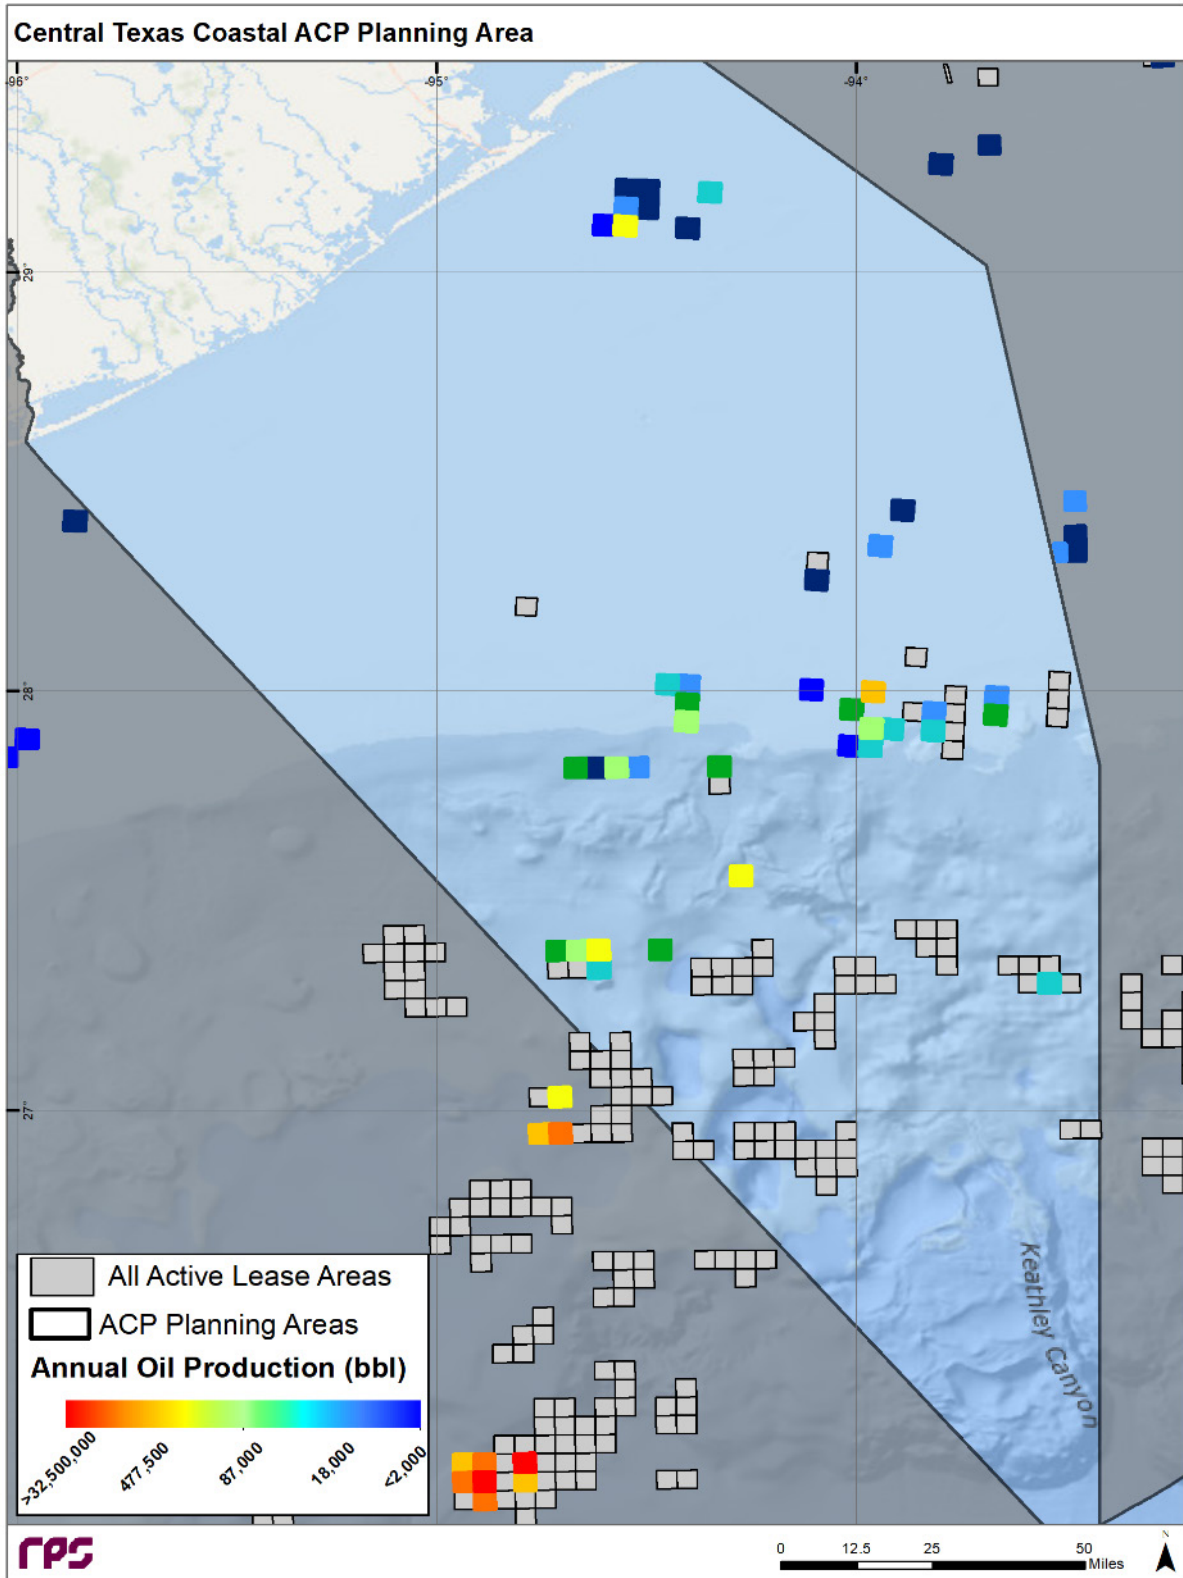 Central Texas Coastal ACP Planning Area
-96°
-95°
-94°
29°
28°
27°
Keathley Canyon
All Active Lease Areas
ACP Planning Areas
Annual Oil Production (bbl)
>32,500,000
477,500
87,000
18,000
<2,000
rps
0 12.5 25 50
Miles
N